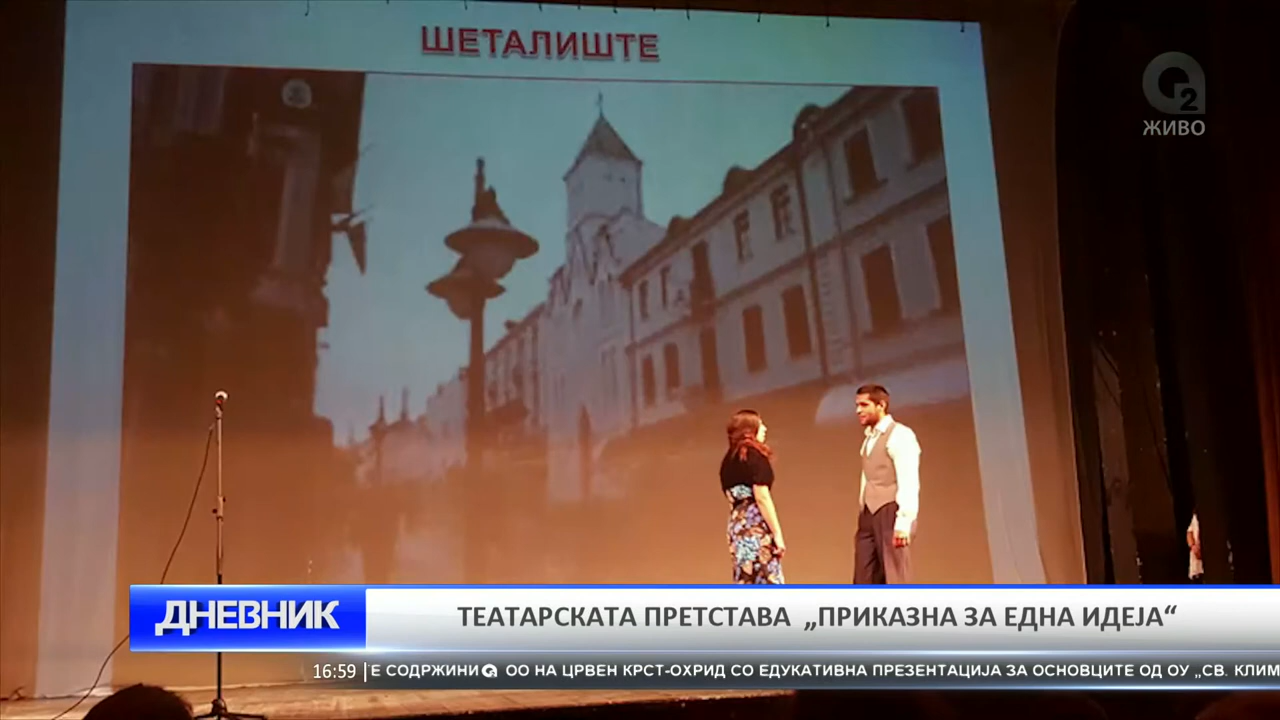 ШЕТАЛИШТЕ
2
ЖИВО
ДНЕВНИК
ТЕАТАРСКАТА ПРЕТСТАВА „ПРИКАЗНА ЗА ЕДНА ИДЕЈА“
16:59 Е СОДРЖИНИ ОО НА ЦРВЕН КРСТ-ОХРИД СО ЕДУКАТИВНА ПРЕЗЕНТАЦИЈА ЗА ОСНОВЦИТЕ ОД ОУ „СВ. КЛИМ